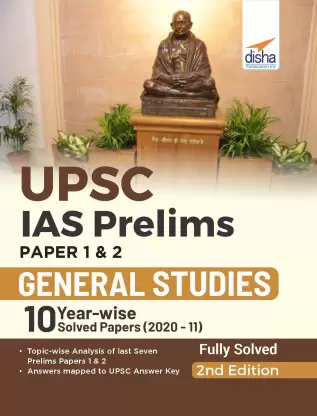 disha
UPSC
IAS Prelims
PAPER 1 & 2
GENERAL STUDIES
10 Year-wise
Solved Papers (2020 - 11)
• Topic-wise Analysis of last Seven
Prelims Papers 1 & 2
• Answers mapped to UPSC Answer Key
Fully Solved
2nd Edition